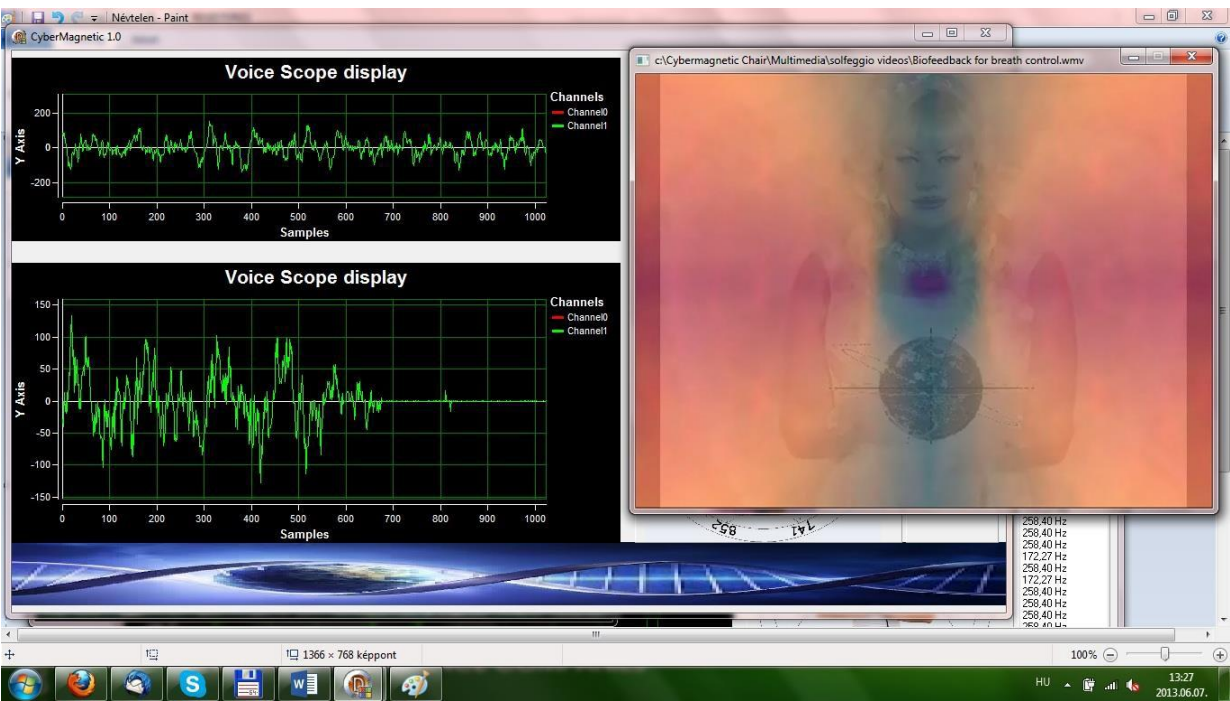 Névtelen - Paint
CyberMagnetic 1.0
Voice Scope display
Channels
Channel0
Channel1
Y Axis
200
0
-200
0 100 200 300 400 500 600 700 800 900 1000
Samples
Voice Scope display
Channels
Channel0
Channel1
Y Axis
150
100
50
0
-50
-100
-150
0 100 200 300 400 500 600 700 800 900 1000
Samples
c:\Cybermagnetic Chair\Multimedia\solfeggio videos\Biofeedback for breath control.wmv
852 741
258,40 Hz
258,40 Hz
258,40 Hz
172,27 Hz
258,40 Hz
172,27 Hz
258,40 Hz
258,40 Hz
258,40 Hz
258,40 Hz
1366 × 768 képpont
100%
HU
13:27
2013.06.07.